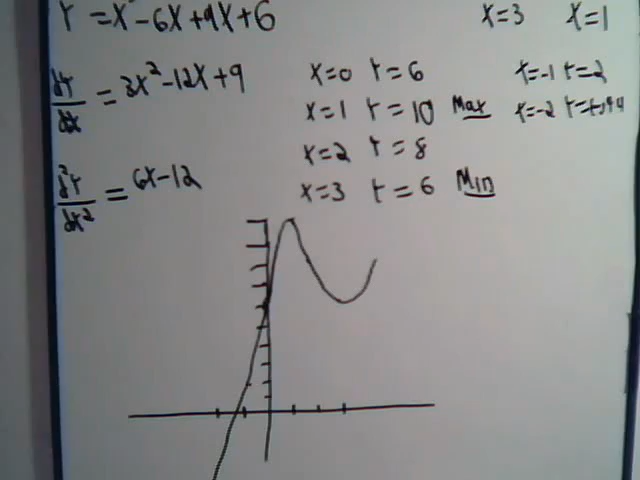 Y = X - 6X + 9X + 6
X=3 X=1
dY/dX = 3X² - 12X + 9
X=0 Y=6
X=1 Y=10 Max
X=2 Y=8
X=3 Y=6 Min
X=-1
X=-2
d²Y/dX² = 6X - 12